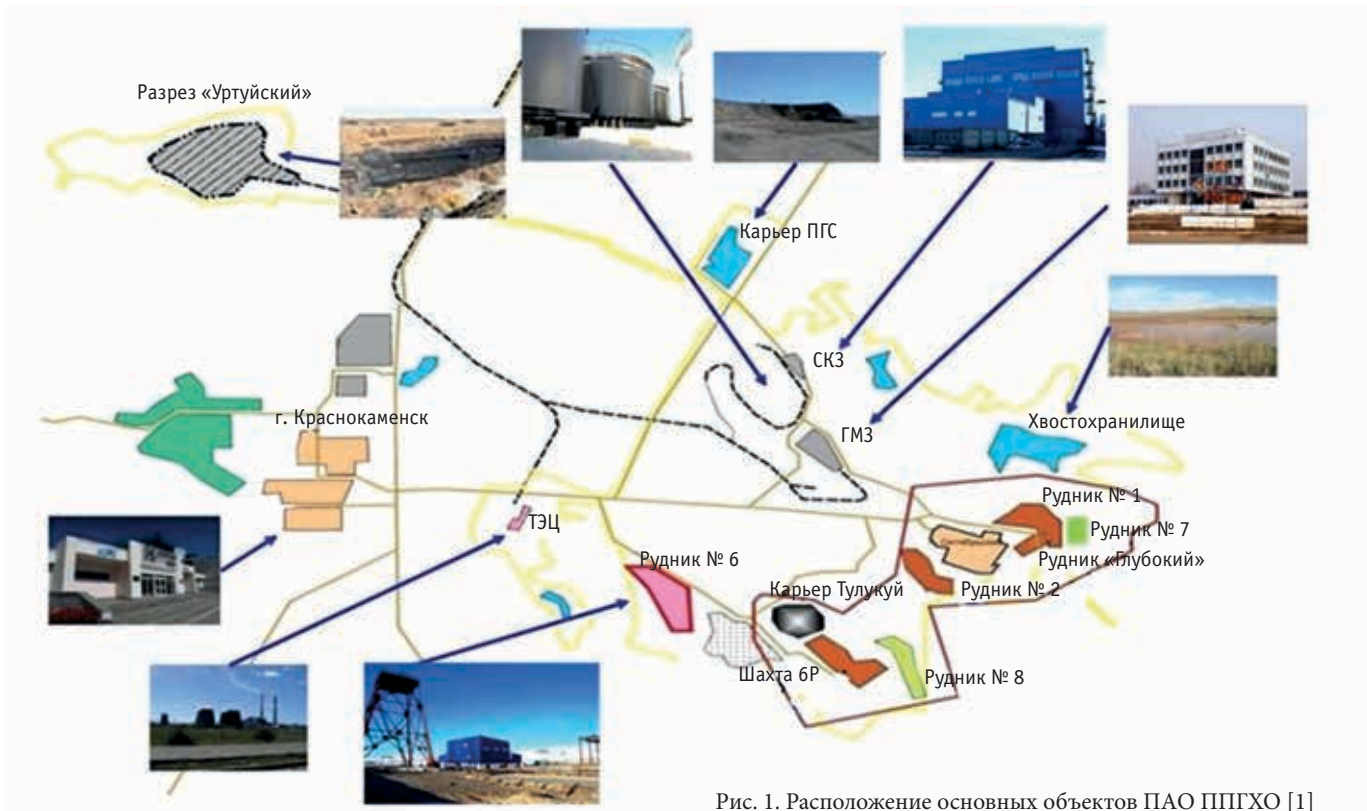 Разрез «Уртуйский»
Карьер ПГС
СКЗ
г. Краснокаменск
ГМЗ
Хвостохранилище
Рудник № 1
ТЭЦ
Рудник № 7
Рудник № 6
Рудник «Глубокий»
Карьер Тулукуй
Рудник № 2
Шахта 6Р
Рудник № 8
Рис. 1. Расположение основных объектов ПАО ППГХО [1]